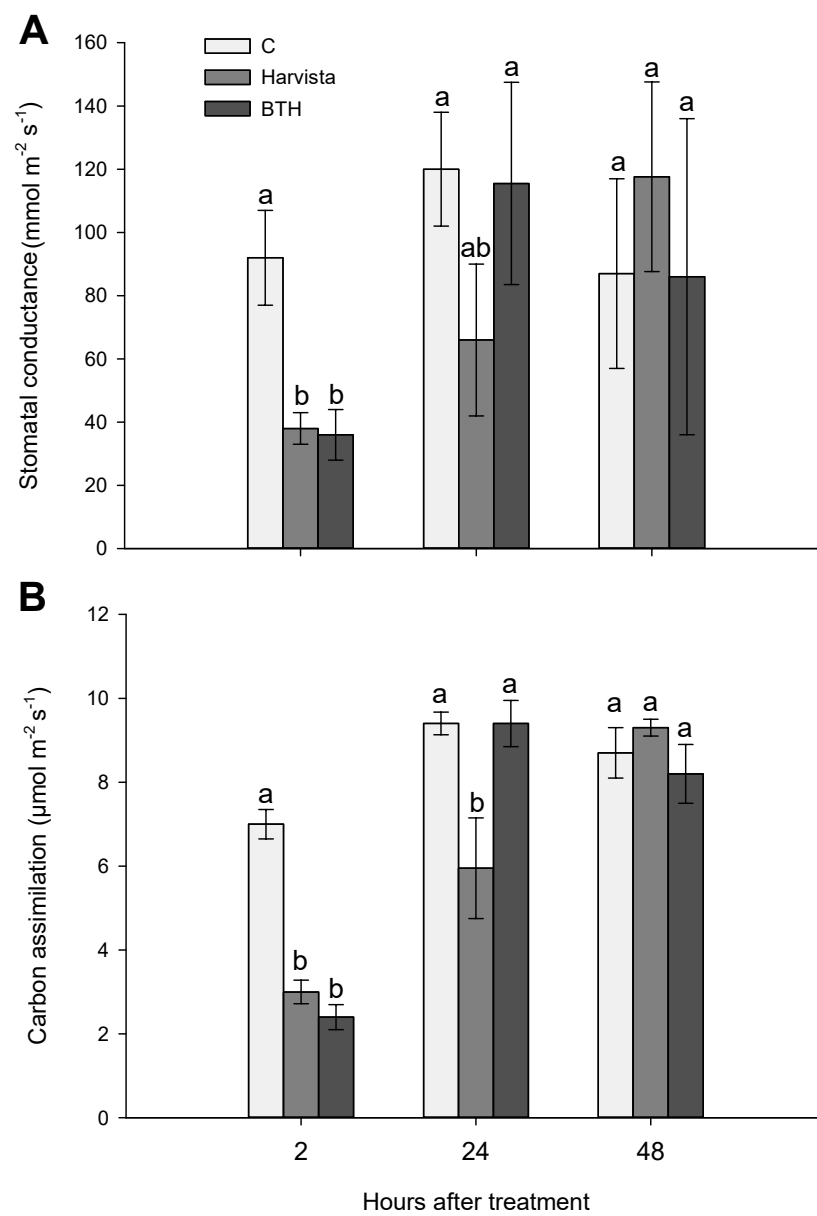 A
160
140
120
100
80
60
40
20
0
Stomatal conductance (mmol m⁻² s⁻¹)
C
Harvista
BTH
a
b
b
a
ab
a
a
a
a
B
12
10
8
6
4
2
0
Carbon assimilation (µmol m⁻² s⁻¹)
a
b
b
a
b
a
a
a
a
2 24 48
Hours after treatment